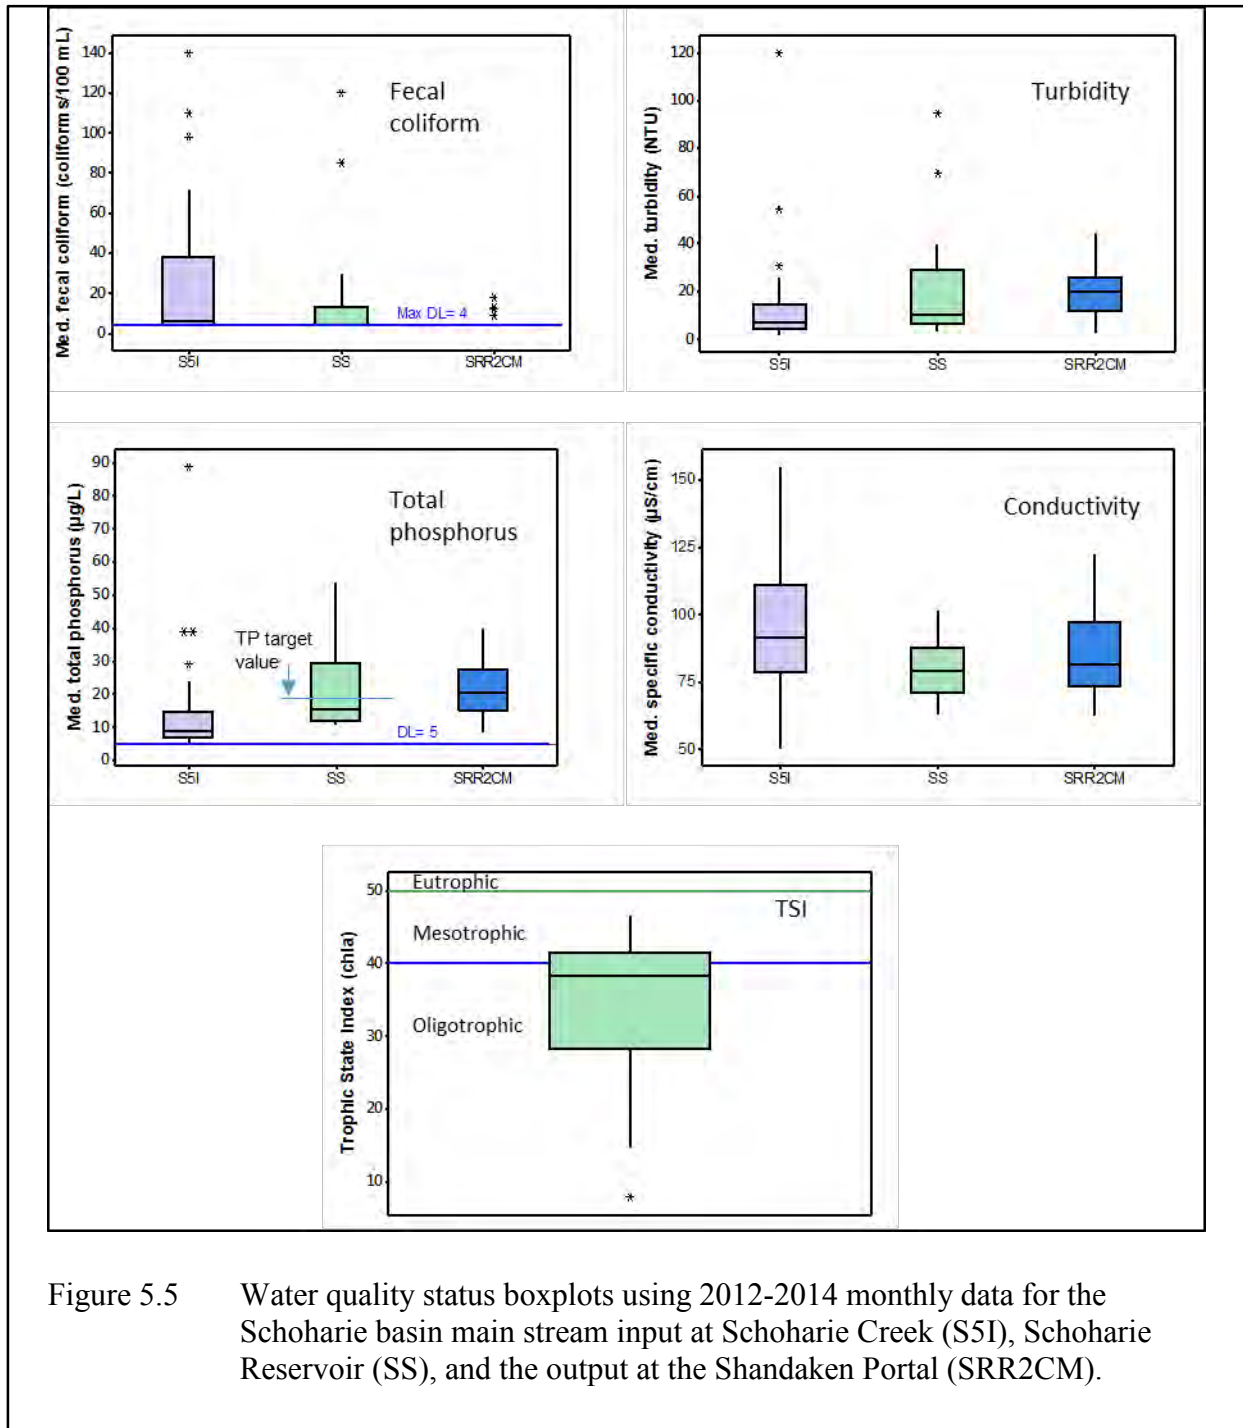 Med. fecal coliform (coliforms/100 mL)
140
120
100
80
60
40
20
0
Fecal
coliform
Max DL= 4
S5I SS SRR2CM
Med. turbidity (NTU)
120
100
80
60
40
20
0
Turbidity
S5I SS SRR2CM
Med. total phosphorus (µg/L)
90
80
70
60
50
40
30
20
10
0
Total
phosphorus
TP target
value
DL= 5
S5I SS SRR2CM
Med. specific conductivity (µS/cm)
150
125
100
75
50
Conductivity
S5I SS SRR2CM
Trophic State Index (chla)
50
40
30
20
10
Eutrophic
TSI
Mesotrophic
Oligotrophic
Figure 5.5 Water quality status boxplots using 2012-2014 monthly data for the
Schoharie basin main stream input at Schoharie Creek (S5I), Schoharie
Reservoir (SS), and the output at the Shandaken Portal (SRR2CM).